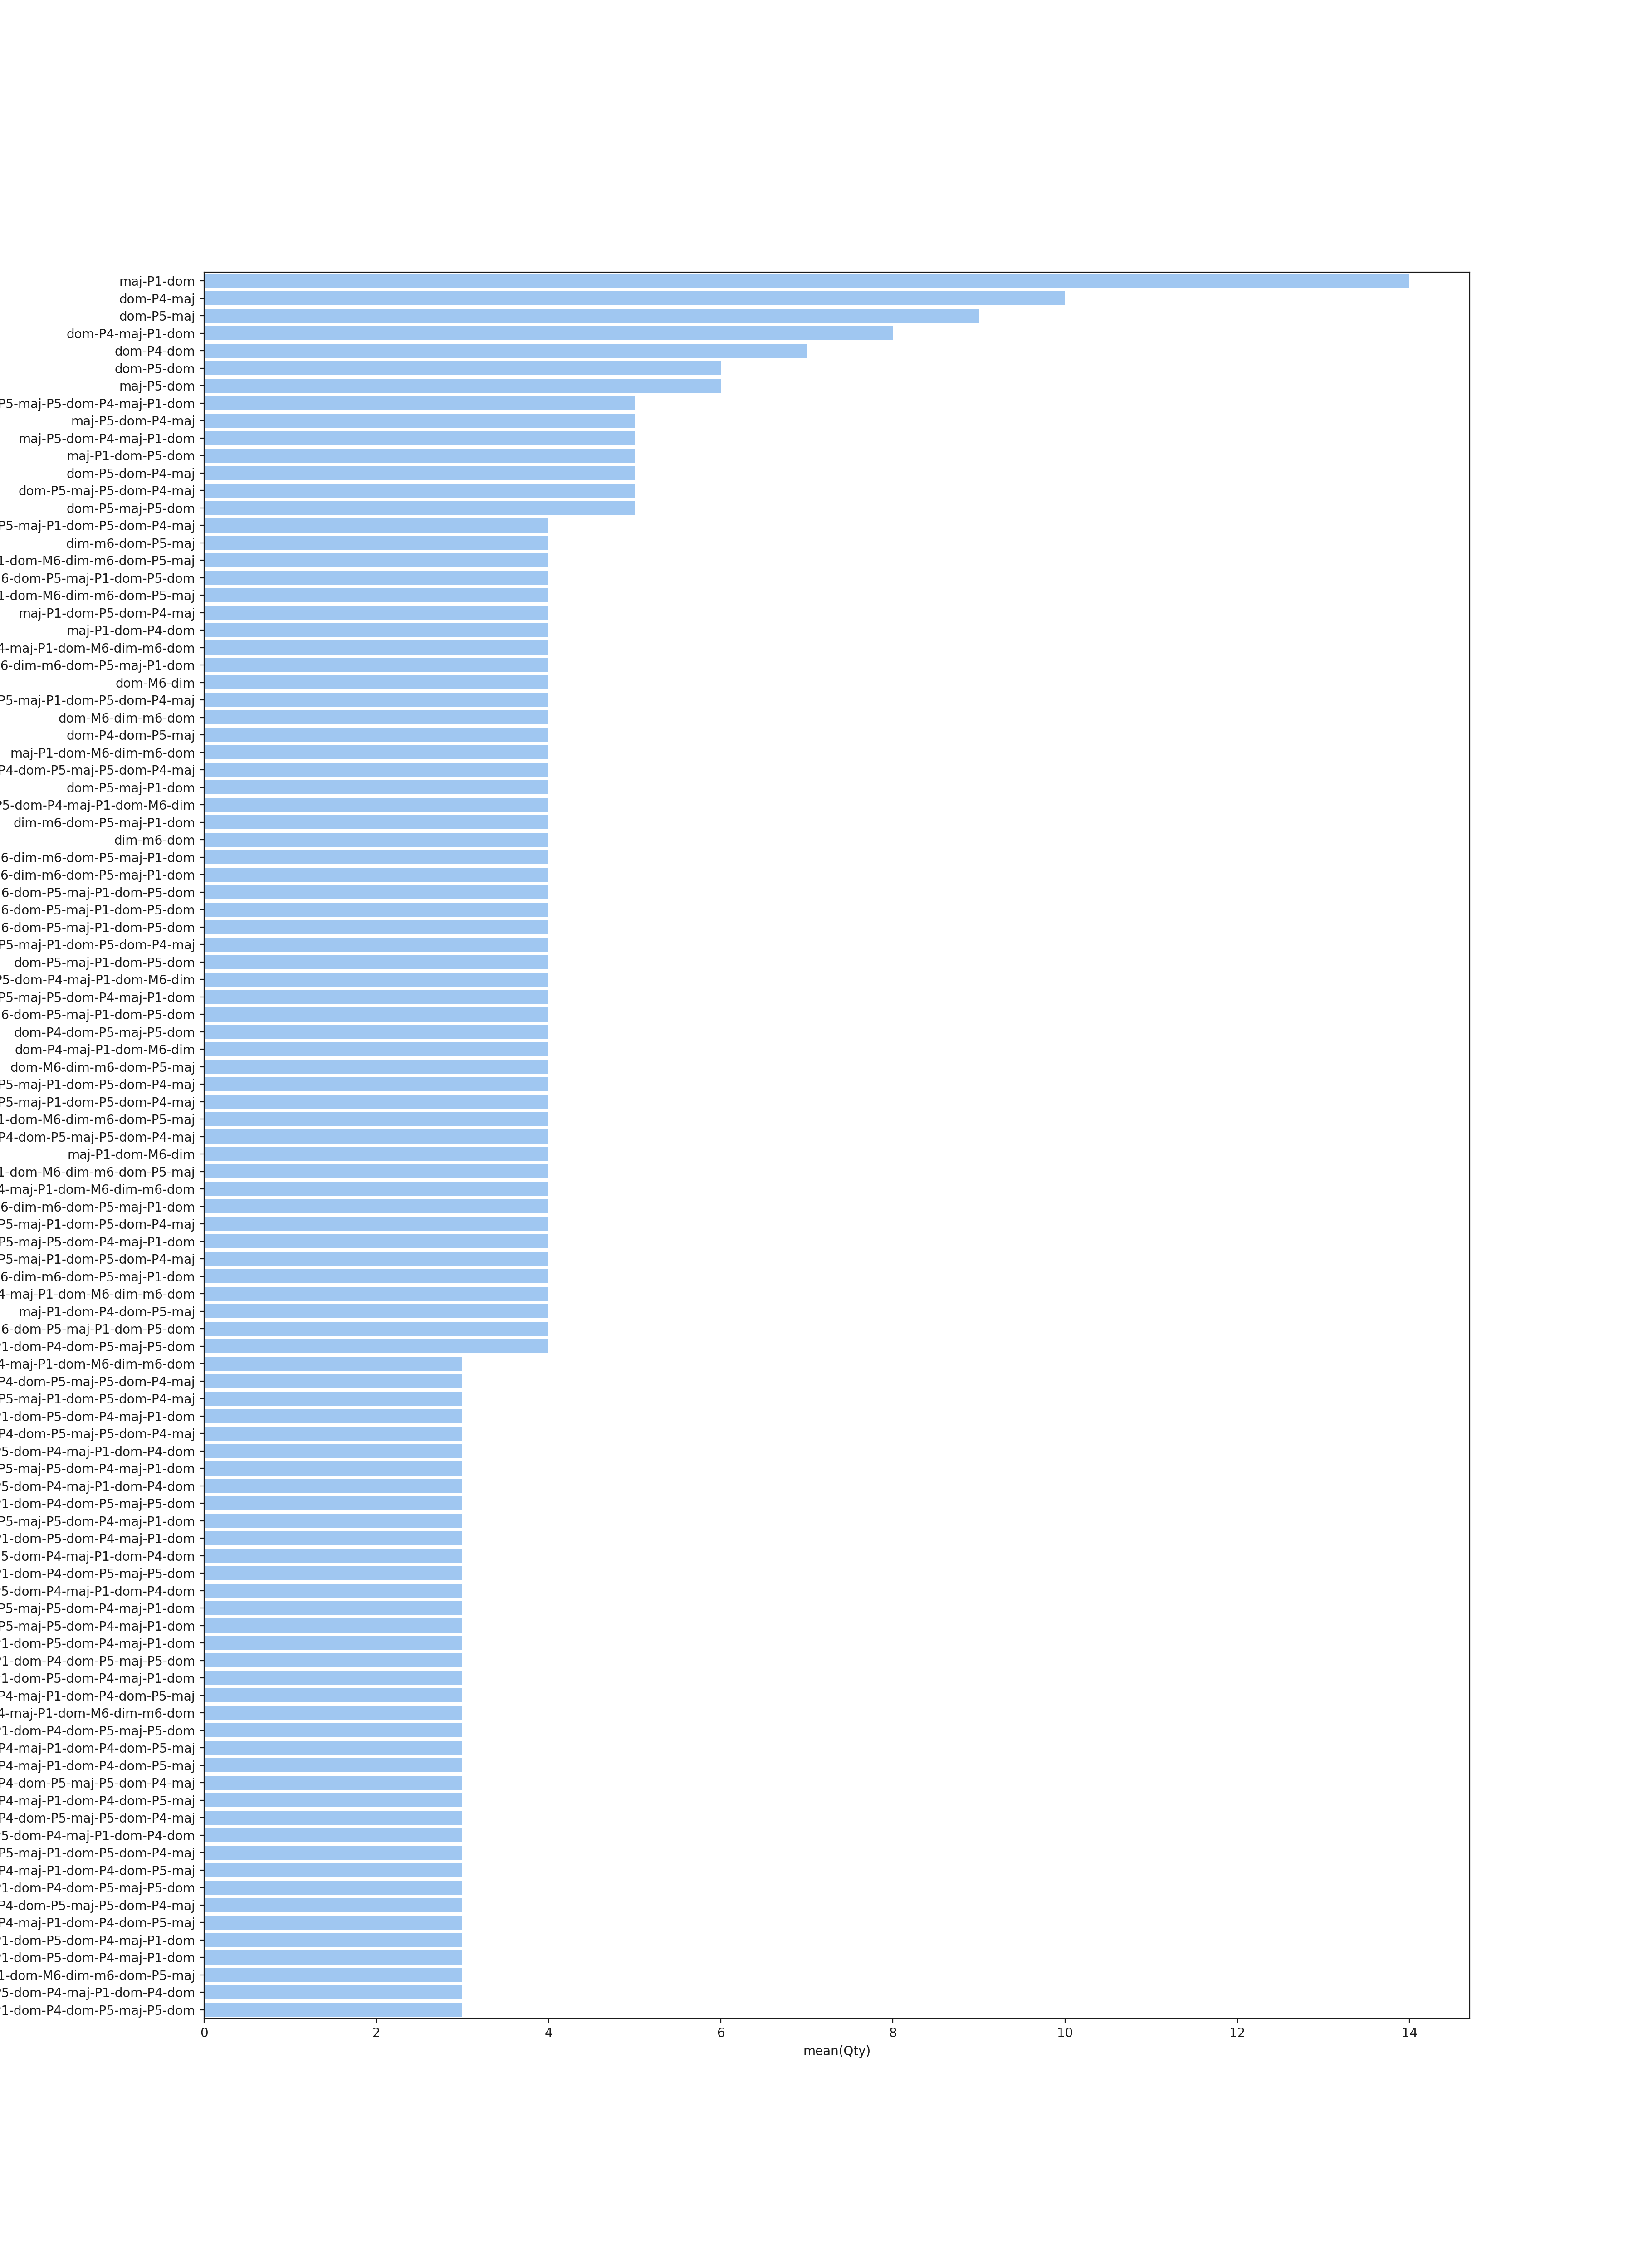 maj-P1-dom
dom-P4-maj
dom-P5-maj
dom-P4-maj-P1-dom
dom-P4-dom
dom-P5-dom
maj-P5-dom
P5-maj-P5-dom-P4-maj-P1-dom
maj-P5-dom-P4-maj
maj-P5-dom-P4-maj-P1-dom
maj-P1-dom-P5-dom
dom-P5-dom-P4-maj
dom-P5-maj-P5-dom-P4-maj
dom-P5-maj-P5-dom
P5-maj-P1-dom-P5-dom-P4-maj
dim-m6-dom-P5-maj
1-dom-M6-dim-m6-dom-P5-maj
6-dom-P5-maj-P1-dom-P5-dom
1-dom-M6-dim-m6-dom-P5-maj
maj-P1-dom-P5-dom-P4-maj
maj-P1-dom-P4-dom
4-maj-P1-dom-M6-dim-m6-dom
6-dim-m6-dom-P5-maj-P1-dom
dom-M6-dim
P5-maj-P1-dom-P5-dom-P4-maj
dom-M6-dim-m6-dom
dom-P4-dom-P5-maj
maj-P1-dom-M6-dim-m6-dom
P4-dom-P5-maj-P5-dom-P4-maj
dom-P5-maj-P1-dom
P5-dom-P4-maj-P1-dom-M6-dim
dim-m6-dom-P5-maj-P1-dom
dim-m6-dom
6-dim-m6-dom-P5-maj-P1-dom
6-dim-m6-dom-P5-maj-P1-dom
6-dom-P5-maj-P1-dom-P5-dom
6-dom-P5-maj-P1-dom-P5-dom
6-dom-P5-maj-P1-dom-P5-dom
P5-maj-P1-dom-P5-dom-P4-maj
dom-P5-maj-P1-dom-P5-dom
P5-dom-P4-maj-P1-dom-M6-dim
P5-maj-P5-dom-P4-maj-P1-dom
6-dom-P5-maj-P1-dom-P5-dom
dom-P4-dom-P5-maj-P5-dom
dom-P4-maj-P1-dom-M6-dim
dom-M6-dim-m6-dom-P5-maj
P5-maj-P1-dom-P5-dom-P4-maj
P5-maj-P1-dom-P5-dom-P4-maj
1-dom-M6-dim-m6-dom-P5-maj
P4-dom-P5-maj-P5-dom-P4-maj
maj-P1-dom-M6-dim
1-dom-M6-dim-m6-dom-P5-maj
4-maj-P1-dom-M6-dim-m6-dom
6-dim-m6-dom-P5-maj-P1-dom
P5-maj-P1-dom-P5-dom-P4-maj
P5-maj-P5-dom-P4-maj-P1-dom
P5-maj-P1-dom-P5-dom-P4-maj
6-dim-m6-dom-P5-maj-P1-dom
4-maj-P1-dom-M6-dim-m6-dom
maj-P1-dom-P4-dom-P5-maj
6-dom-P5-maj-P1-dom-P5-dom
P1-dom-P4-dom-P5-maj-P5-dom
4-maj-P1-dom-M6-dim-m6-dom
P4-dom-P5-maj-P5-dom-P4-maj
P5-maj-P1-dom-P5-dom-P4-maj
P1-dom-P5-dom-P4-maj-P1-dom
P4-dom-P5-maj-P5-dom-P4-maj
P5-dom-P4-maj-P1-dom-P4-dom
P5-maj-P5-dom-P4-maj-P1-dom
P5-dom-P4-maj-P1-dom-P4-dom
P1-dom-P4-dom-P5-maj-P5-dom
P5-maj-P5-dom-P4-maj-P1-dom
P1-dom-P5-dom-P4-maj-P1-dom
P5-dom-P4-maj-P1-dom-P4-dom
P1-dom-P4-dom-P5-maj-P5-dom
P5-dom-P4-maj-P1-dom-P4-dom
P5-maj-P5-dom-P4-maj-P1-dom
P5-maj-P5-dom-P4-maj-P1-dom
P1-dom-P5-dom-P4-maj-P1-dom
P1-dom-P4-dom-P5-maj-P5-dom
P1-dom-P5-dom-P4-maj-P1-dom
P4-maj-P1-dom-P4-dom-P5-maj
4-maj-P1-dom-M6-dim-m6-dom
P1-dom-P4-dom-P5-maj-P5-dom
P4-maj-P1-dom-P4-dom-P5-maj
P4-maj-P1-dom-P4-dom-P5-maj
P4-dom-P5-maj-P5-dom-P4-maj
P4-maj-P1-dom-P4-dom-P5-maj
P4-dom-P5-maj-P5-dom-P4-maj
P5-dom-P4-maj-P1-dom-P4-dom
P5-maj-P1-dom-P5-dom-P4-maj
P4-maj-P1-dom-P4-dom-P5-maj
P1-dom-P4-dom-P5-maj-P5-dom
P4-dom-P5-maj-P5-dom-P4-maj
P4-maj-P1-dom-P4-dom-P5-maj
P1-dom-P5-dom-P4-maj-P1-dom
P1-dom-P5-dom-P4-maj-P1-dom
1-dom-M6-dim-m6-dom-P5-maj
P5-dom-P4-maj-P1-dom-P4-dom
P1-dom-P4-dom-P5-maj-P5-dom
0 2 4 6 8 10 12 14
mean(Qty)